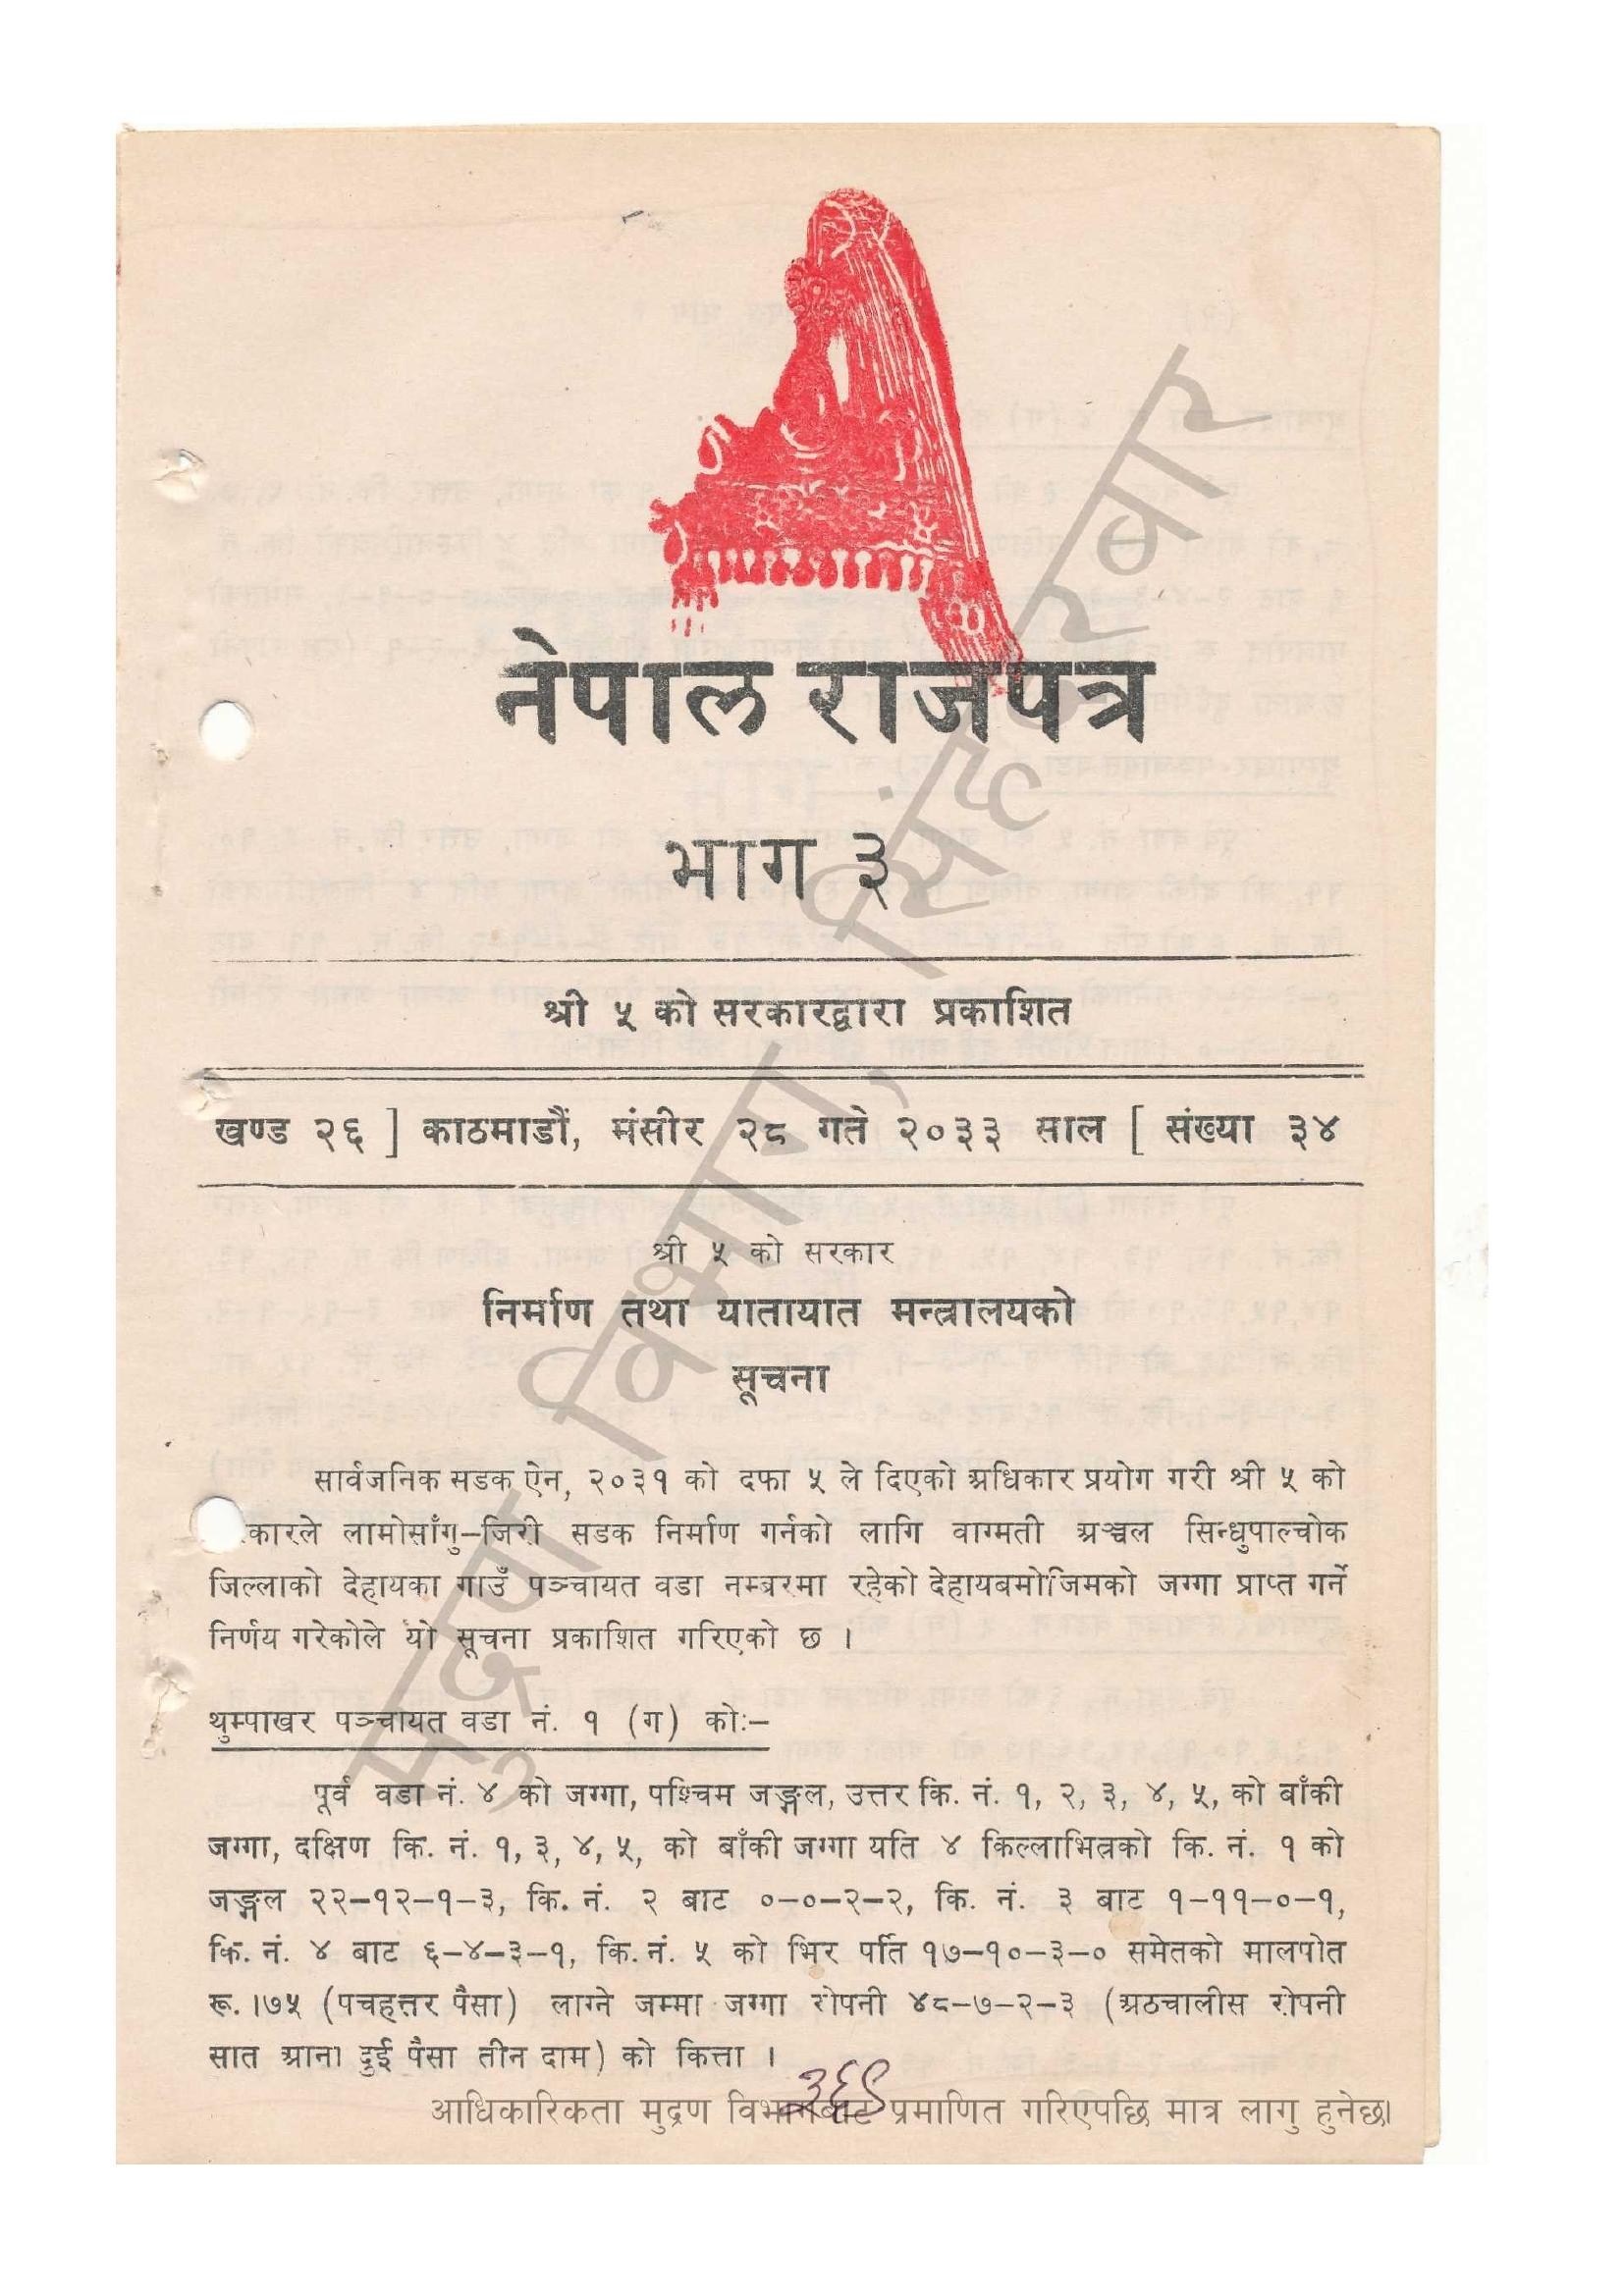 नेपाल राजपत्र
भाग ३
श्री ५ को सरकारद्वारा प्रकाशित
खण्ड २६ ] काठमाडौं, मंसीर २८ गते २०३३ साल [ संख्या ३४
श्री ५ को सरकार
निर्माण तथा यातायात मन्त्रालयको
सूचना
सार्वजनिक सडक ऐन, २०३१ को दफा ५ ले दिएको अधिकार प्रयोग गरी श्री ५ को
कारले लामोसाँगु–जिरी सडक निर्माण गर्नको लागि वाग्मती अञ्चल सिन्धुपाल्चोक
जिल्लाको देहायका गाउँ पञ्चायत वडा नम्बरमा रहेको देहायबमोजिमको जग्गा प्राप्त गर्ने
निर्णय गरेकोले यो सूचना प्रकाशित गरिएको छ ।
थुम्पाखर पञ्चायत वडा नं. १ (ग) को:–
पूर्व वडा नं. ४ को जग्गा, पश्चिम जङ्गल, उत्तर कि. नं. १, २, ३, ४, ५, को बाँकी
जग्गा, दक्षिण कि. नं. १, ३, ४, ५, को बाँकी जग्गा यति ४ किल्लाभित्रको कि. नं. १ को
जङ्गल २२–१२–१–३, कि. नं. २ बाट ०–०–२–२, कि. नं. ३ बाट १–११–०–१,
कि. नं. ४ बाट ६–४–३–१, कि. नं. ५ को भिर पर्ति १७–१०–३–० समेतको मालपोत
रू. ।७५ (पचहत्तर पैसा) लाग्ने जम्मा जग्गा रोपनी ४८–७–२–३ (अठचालीस रोपनी
सात आना दुई पैसा तीन दाम) को कित्ता ।
३६९
आधिकारिकता मुद्रण विभागबाट प्रमाणित गरिएपछि मात्र लागु हुनेछ।
मुद्रण विभाग, सिंहदरबार